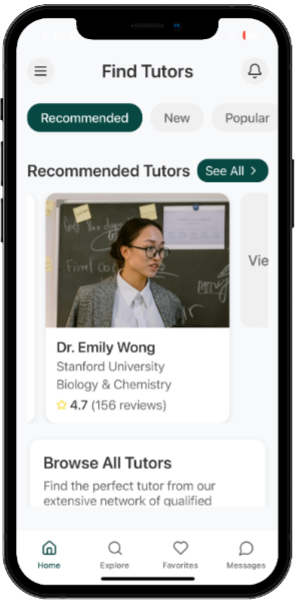 Find Tutors
Recommended
New
Popular
Recommended Tutors
See All
Vie
Dr. Emily Wong
Stanford University
Biology & Chemistry
4.7 (156 reviews)
Browse All Tutors
Find the perfect tutor from our
extensive network of qualified
Home
Explore
Favorites
Messages